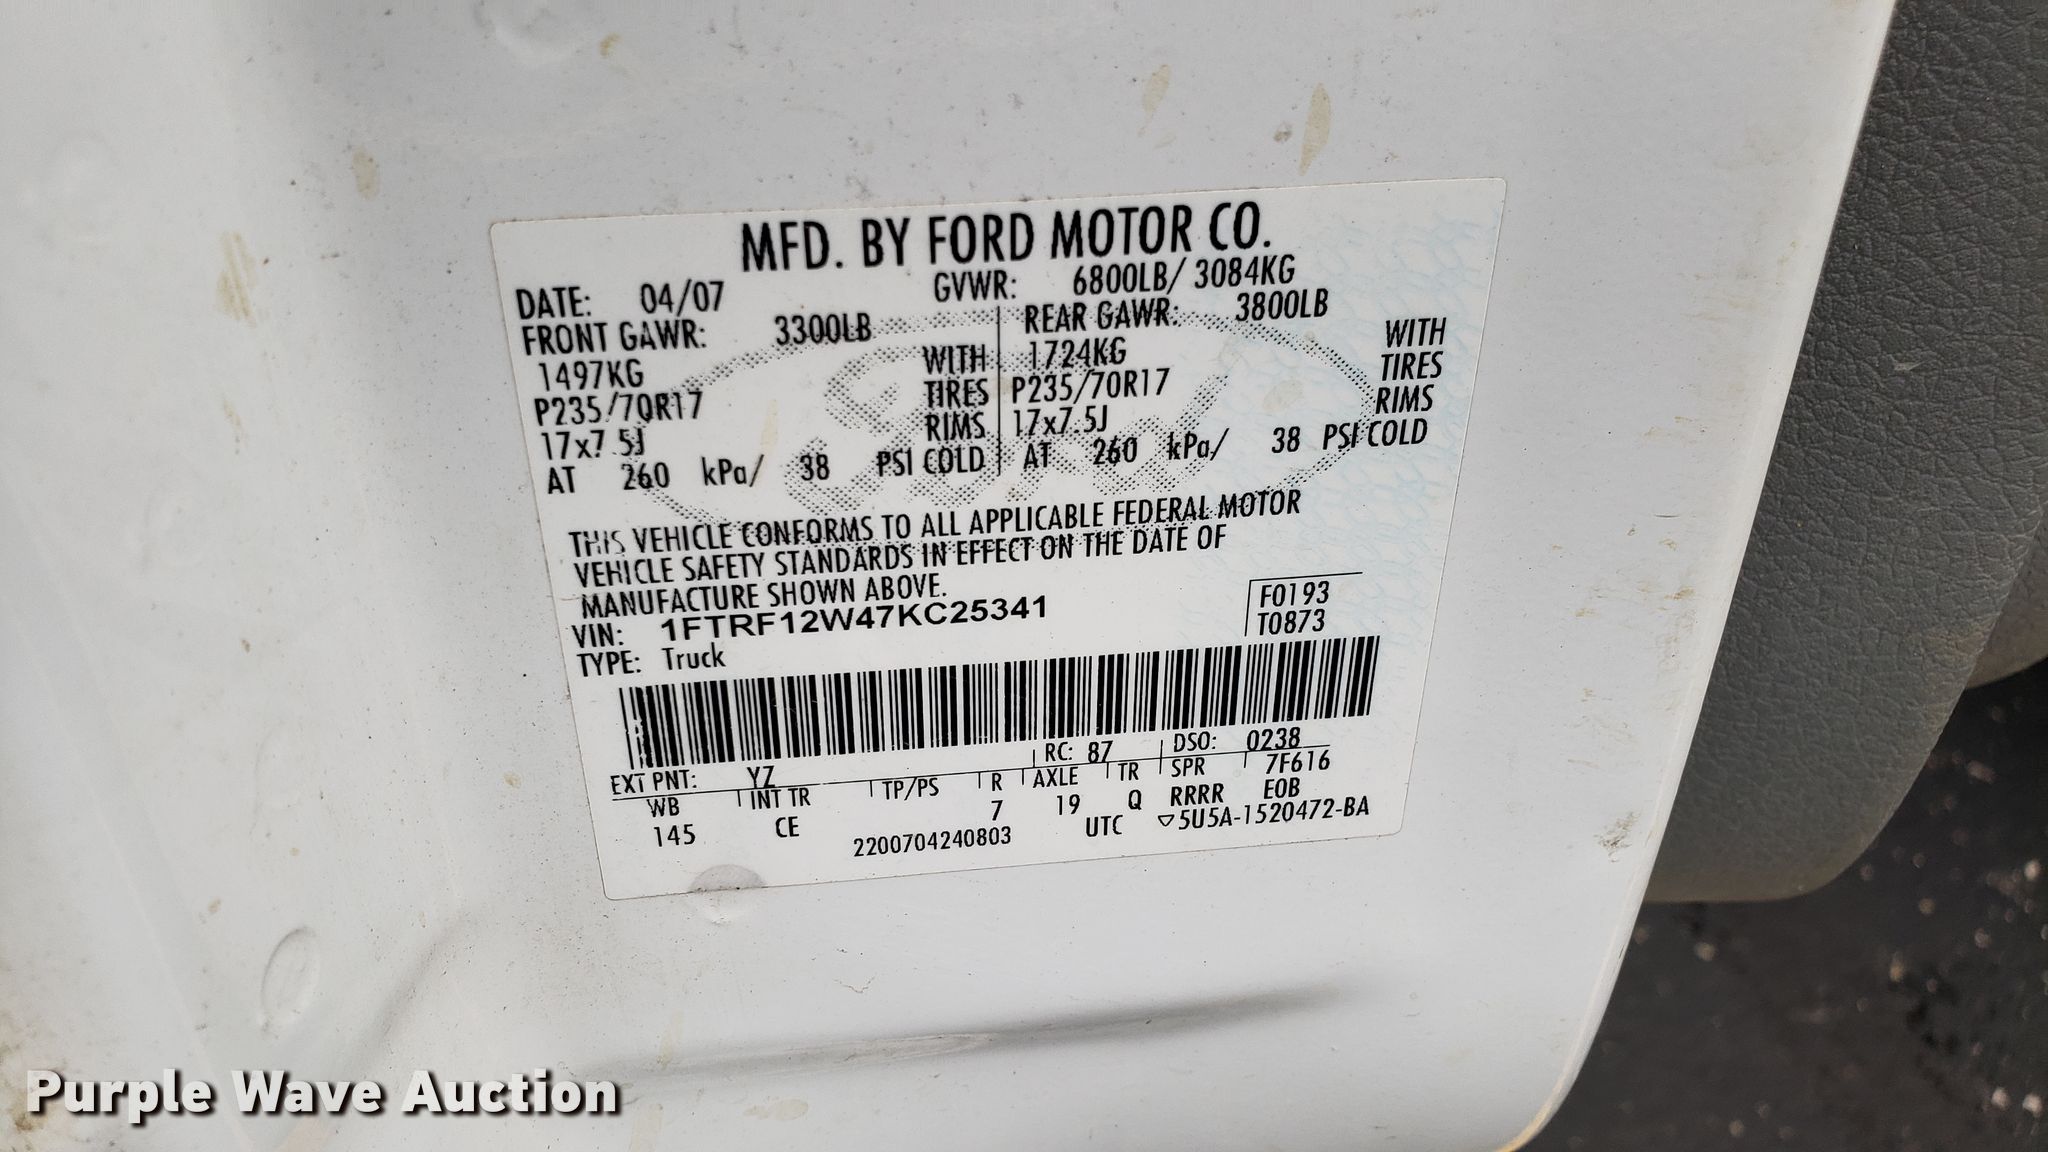 MFD. BY FORD MOTOR CO.
DATE: 04/07 GVWR: 6800LB/ 3084KG
FRONT GAWR: 3300LB REAR GAWR: 3800LB
1497KG WITH 1724KG WITH
P235/70R17 TIRES P235/70R17 TIRES
17x7.5J RIMS 17x7.5J RIMS
AT 260 kPa/ 38 PSI COLD AT 260 kPa/ 38 PSI COLD
THIS VEHICLE CONFORMS TO ALL APPLICABLE FEDERAL MOTOR
VEHICLE SAFETY STANDARDS IN EFFECT ON THE DATE OF
MANUFACTURE SHOWN ABOVE.
VIN: 1FTRF12W47KC25341 F0193
TYPE: Truck T0873
RC: 87 DSO: 0238
EXT PNT: YZ
WB INT TR TP/PS R AXLE TR SPR 7F616
145 CE 7 19 Q RRRR EOB
2200704240803 UTC ▽5U5A-1520472-BA
Purple Wave Auction